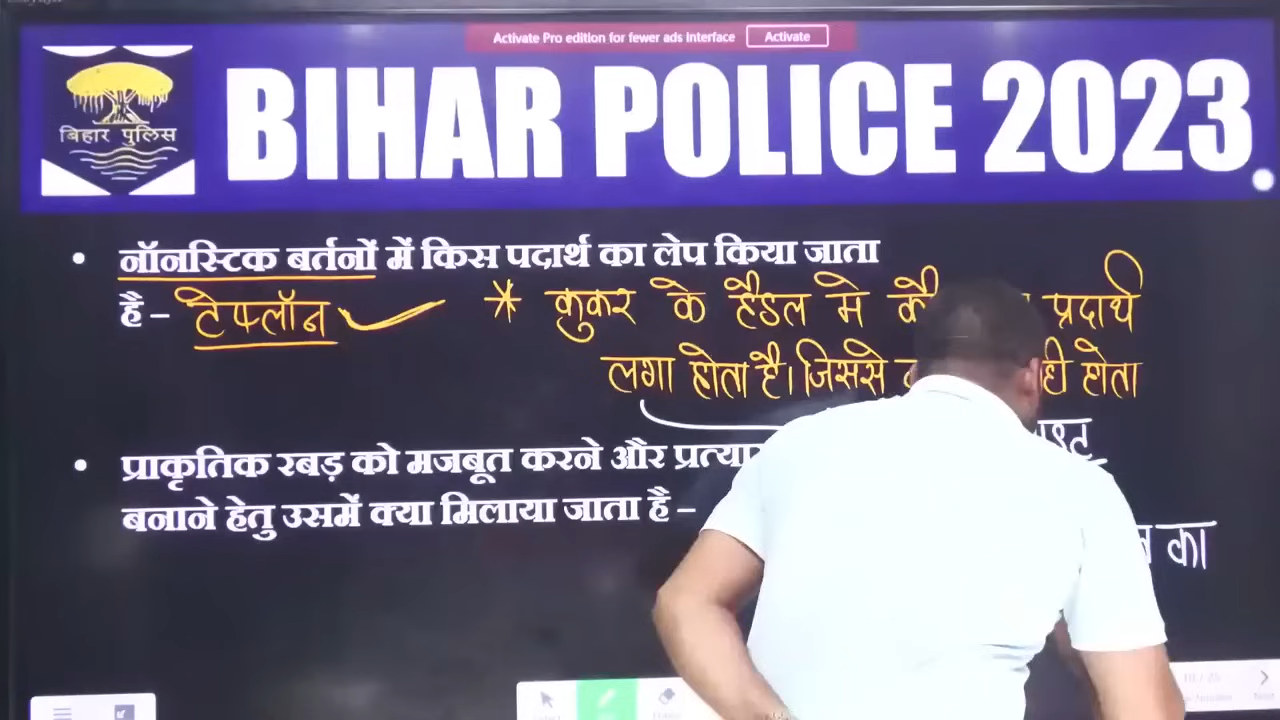 Activate Pro edition for fewer ads interface Activate
बिहार पुलिस
BIHAR POLICE 2023
• नॉनस्टिक बर्तनों में किस पदार्थ का लेप किया जाता
है – टेफ्लॉन
* कुकर के हैडल मे प्रदार्थ
लगा होता है। जिससे होता
• प्राकृतिक रबड़ को मजबूत करने और
बनाने हेतु उसमें क्या मिलाया जाता है –
का